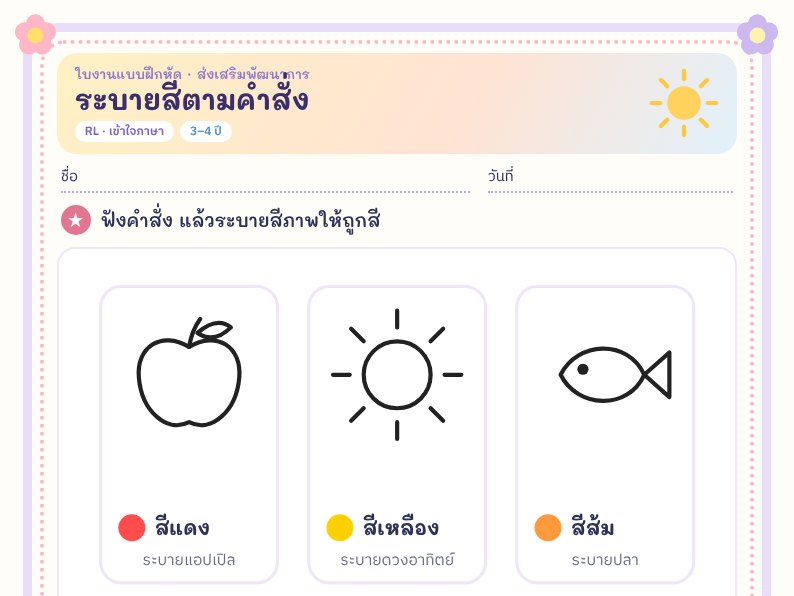 ใบงานแบบฝึกหัด · ส่งเสริมพัฒนาการ
ระบายสีตามคำสั่ง
RL · เข้าใจภาษา
3–4 ปี
ชื่อ
วันที่
ฟังคำสั่ง แล้วระบายสีภาพให้ถูกสี
สีแดง
สีเหลือง
สีส้ม
ระบายแอปเปิล
ระบายดวงอาทิตย์
ระบายปลา